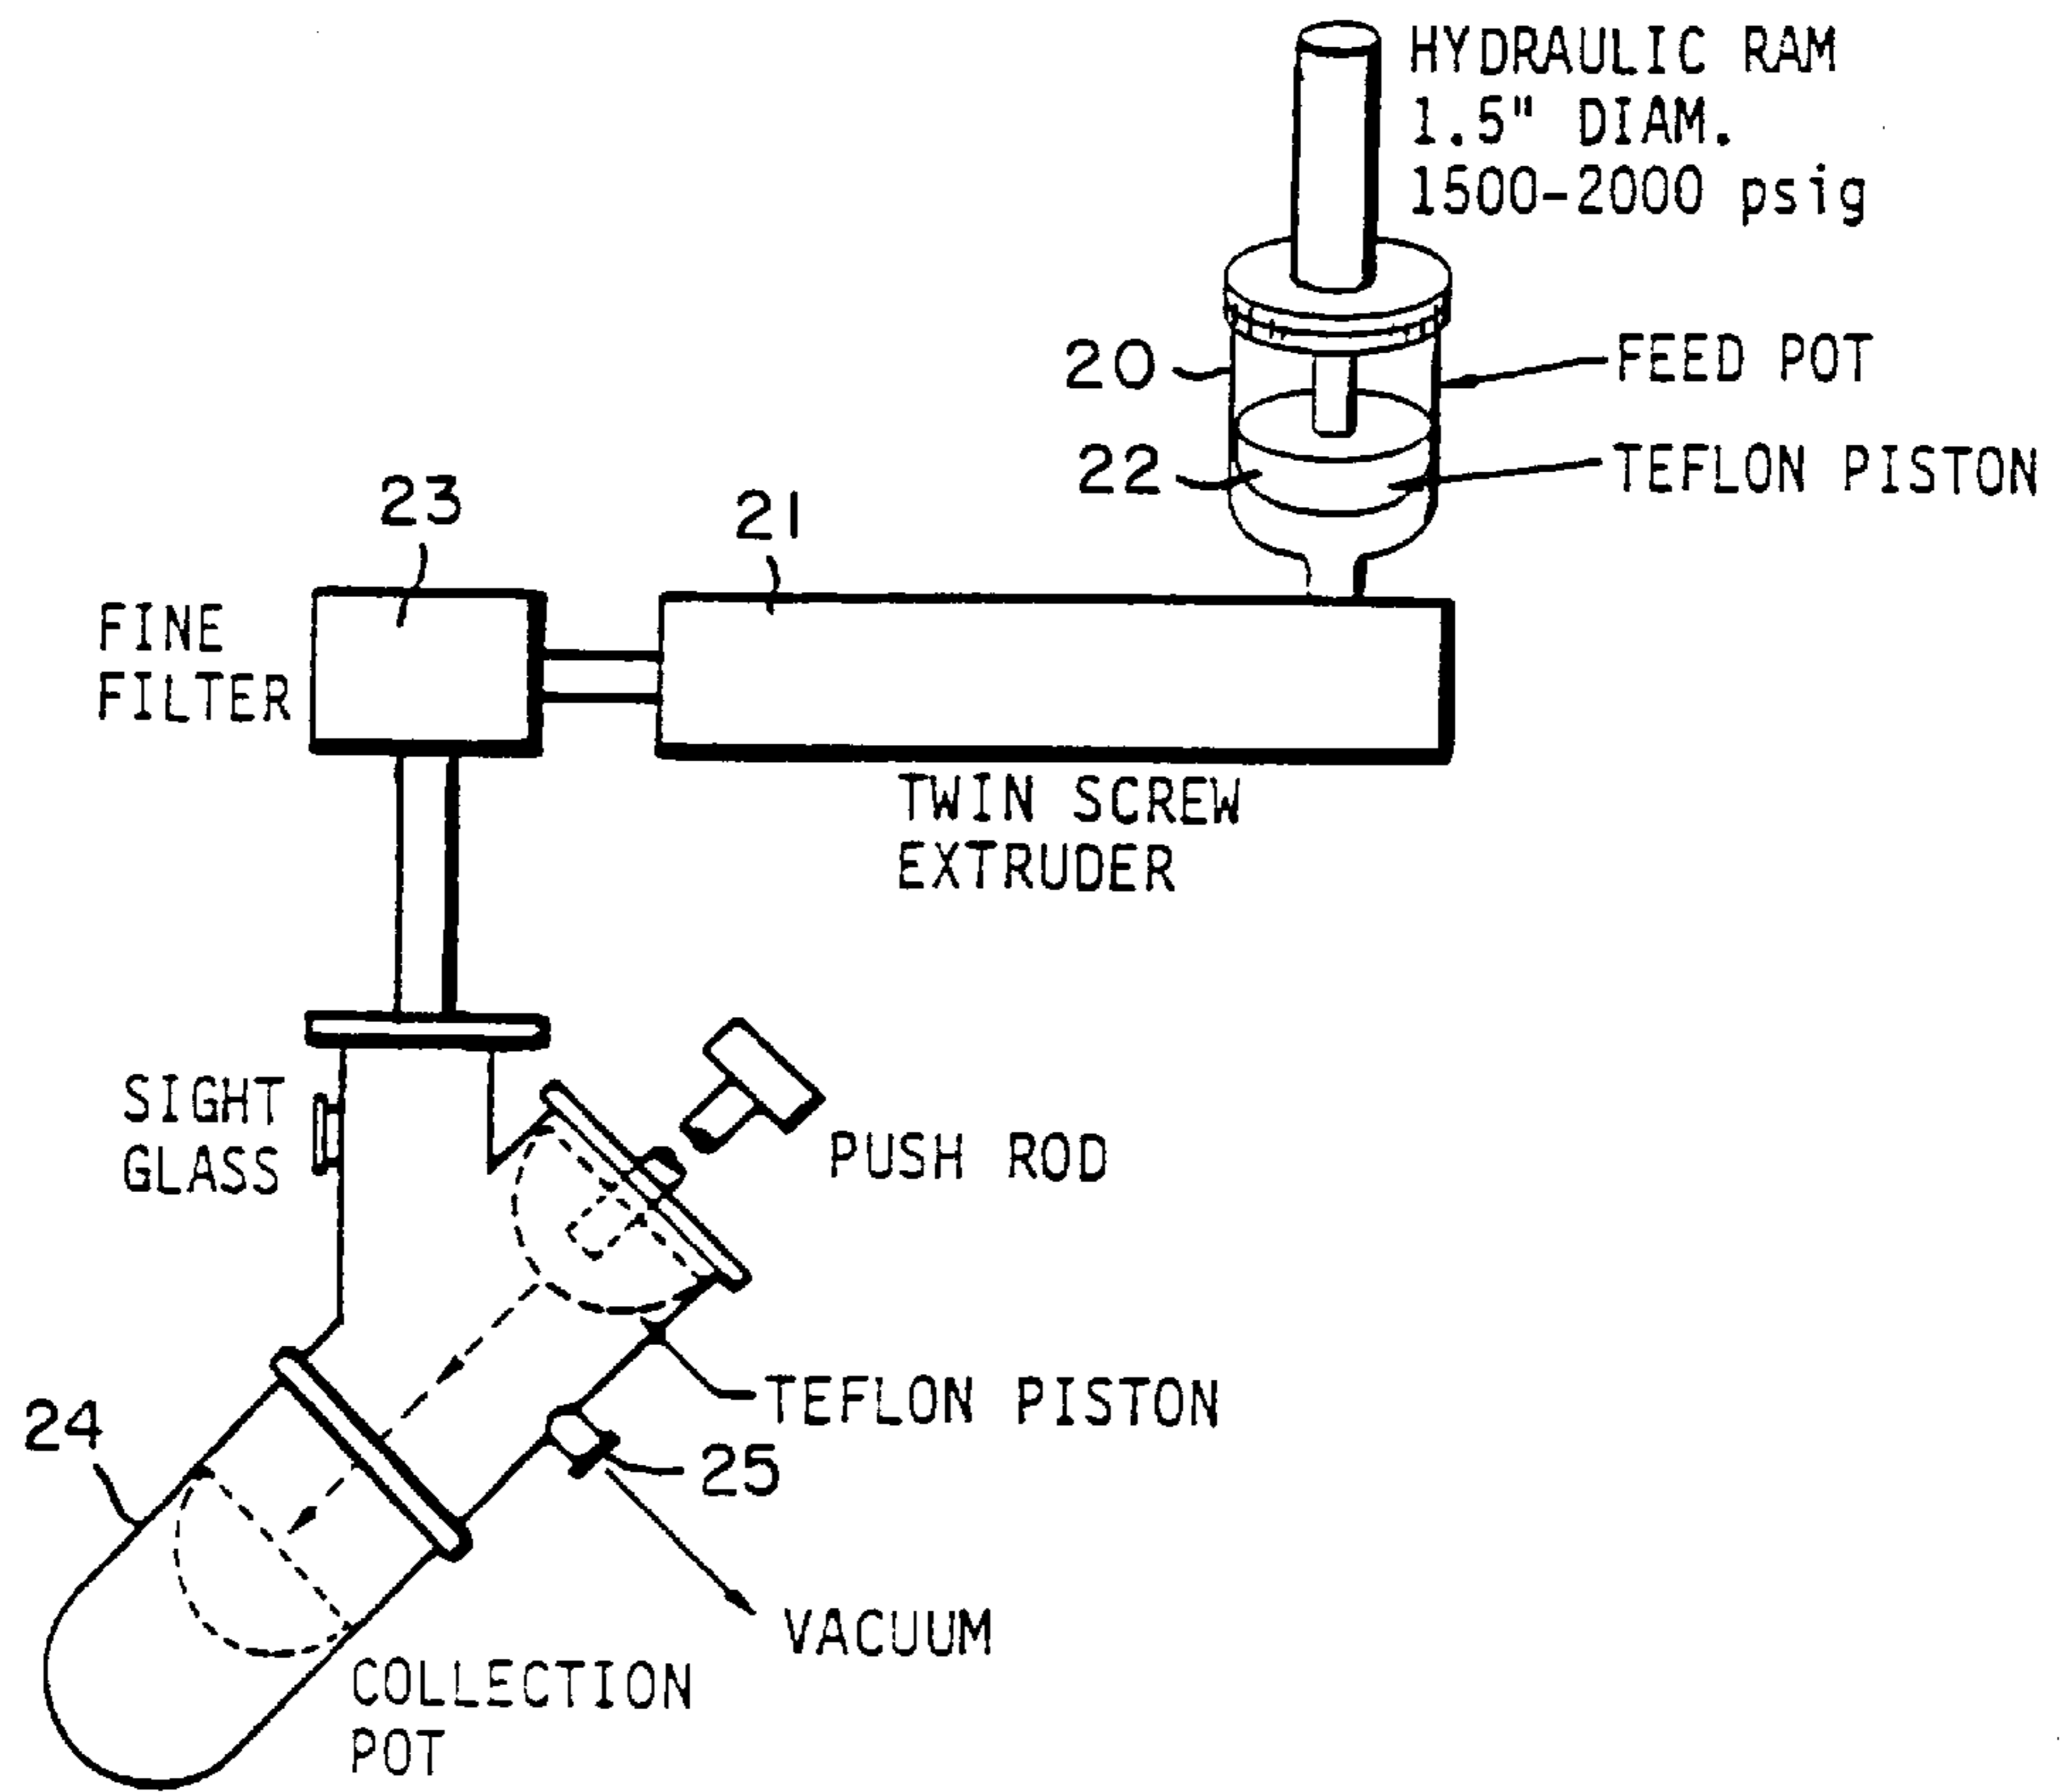 HYDRAULIC RAM
1.5" DIAM.
1500-2000 psig
20
FEED POT
22
TEFLON PISTON
23
21
FINE
FILTER
TWIN SCREW
EXTRUDER
SIGHT
GLASS
PUSH ROD
TEFLON PISTON
24
25
VACUUM
COLLECTION
POT